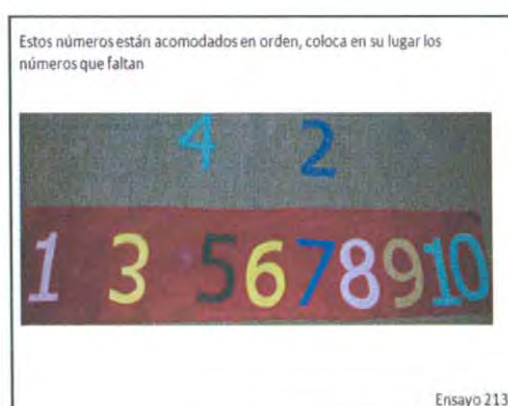 Estos números están acomodados en orden, coloca en su lugar los
números que faltan
4 2
1 3 5 6 7 8 9 10
Ensayo 213